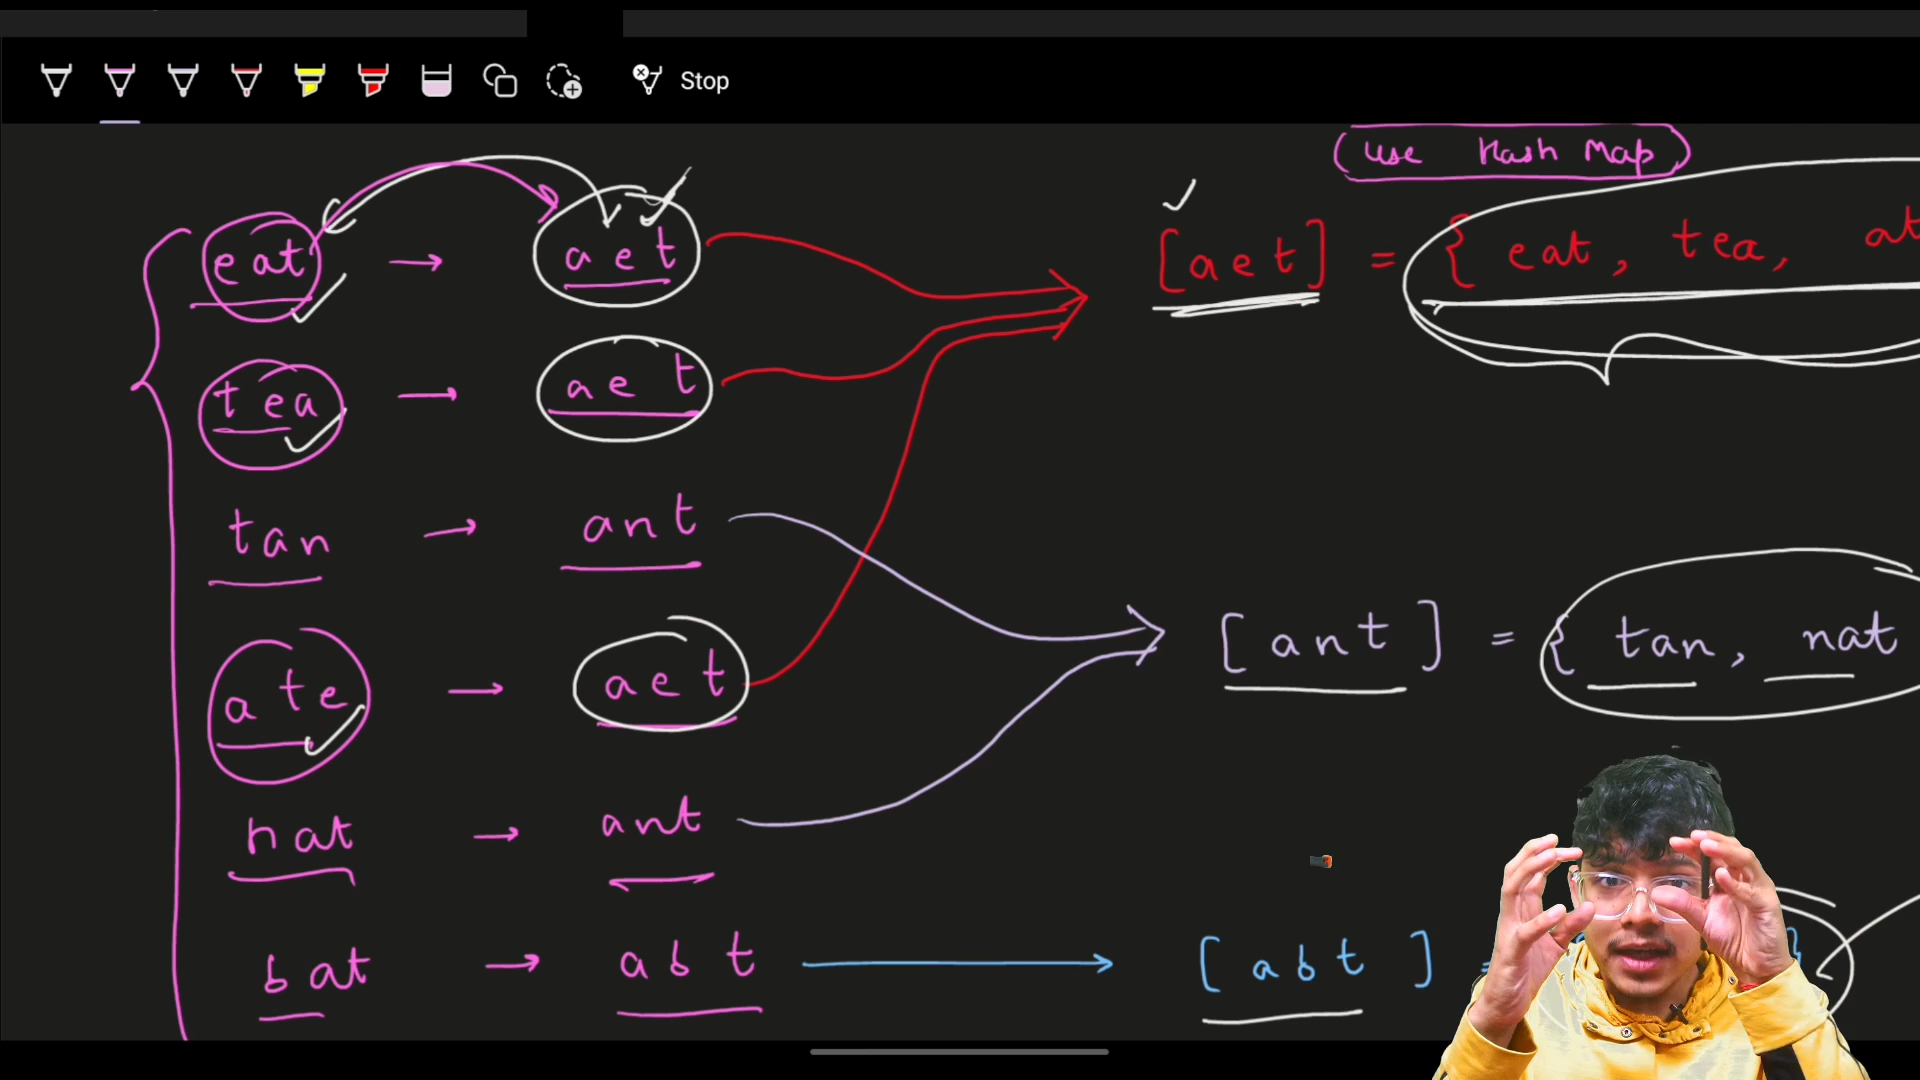 Stop
Use Hash Map
eat → aet [aet] = { eat, tea,
tea → aet
tan → ant
[ant] = { tan, nat
ate → aet
nat → ant
bat → abt [abt]